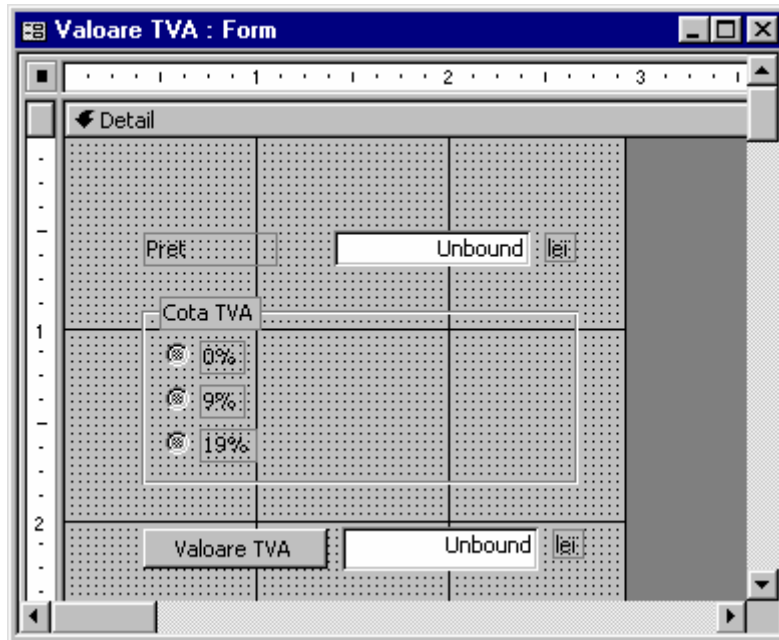 Valoare TVA : Form
1 2 3
Detail
Pret Unbound lei
Cota TVA
1
0%
9%
19%
2
Valoare TVA Unbound lei